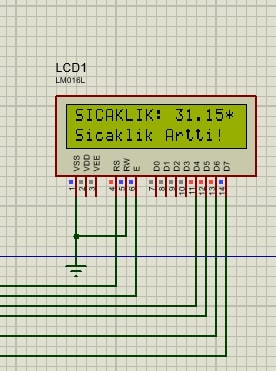 LCD1
LM016L
SICAKLIK: 31.15*
Sicaklik Artti!
VSS
VDD
VEE
RS
RW
E
D0
D1
D2
D3
D4
D5
D6
D7
1
2
3
4
5
6
7
8
9
10
11
12
13
14